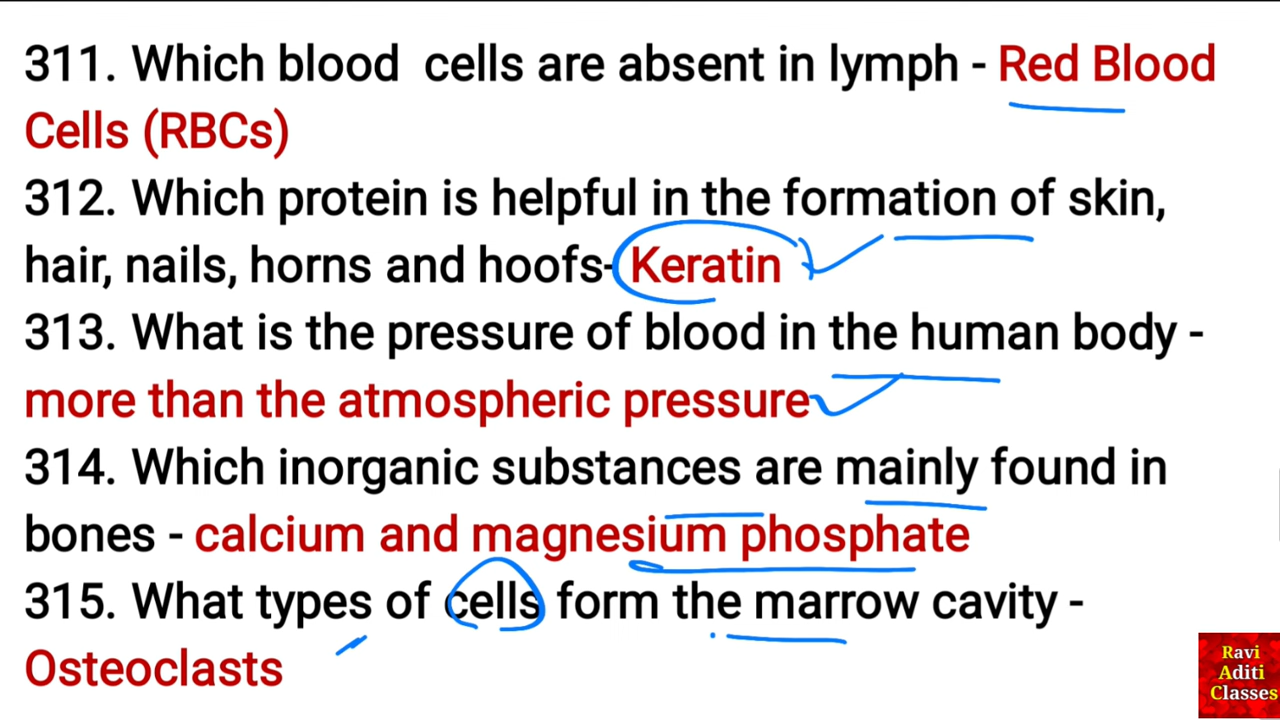 311. Which blood cells are absent in lymph - Red Blood
Cells (RBCs)
312. Which protein is helpful in the formation of skin,
hair, nails, horns and hoofs- Keratin
313. What is the pressure of blood in the human body -
more than the atmospheric pressure
314. Which inorganic substances are mainly found in
bones - calcium and magnesium phosphate
315. What types of cells form the marrow cavity -
Osteoclasts
Ravi
Aditi
Classes